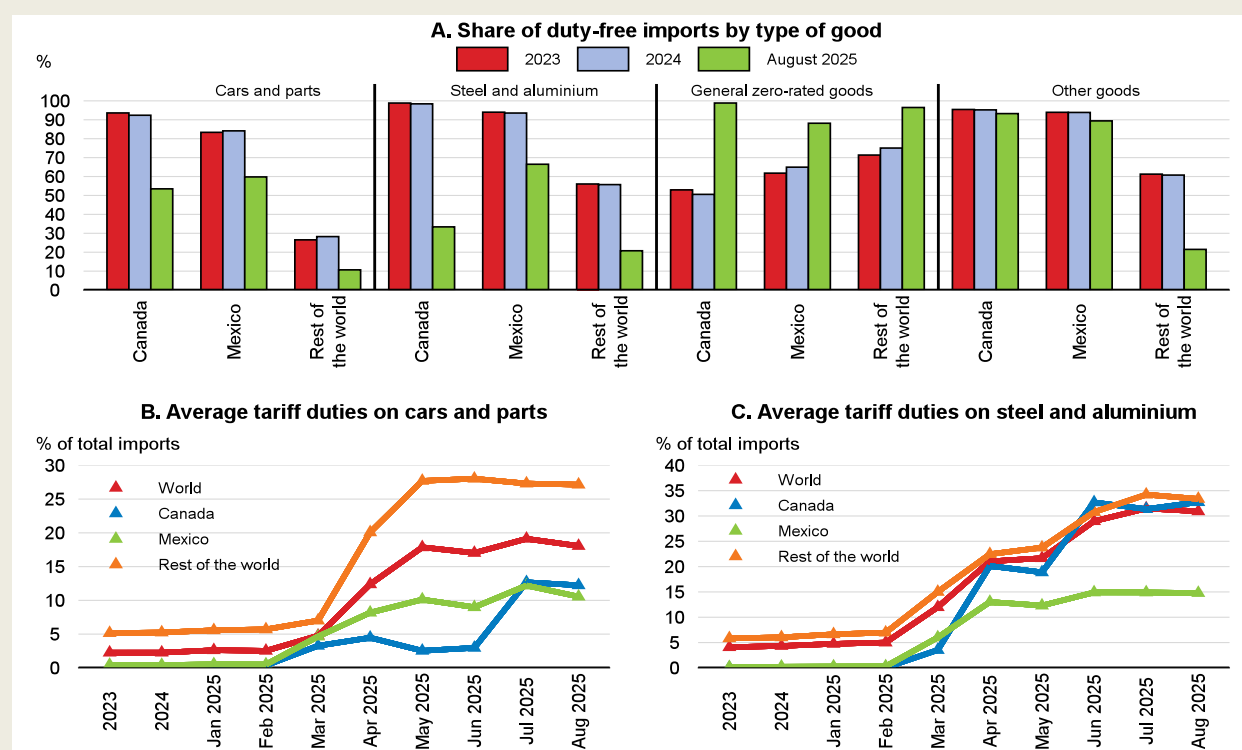 A. Share of duty-free imports by type of good
2023
2024
August 2025
%
Cars and parts
Steel and aluminium
General zero-rated goods
Other goods
100
90
80
70
60
50
40
30
20
10
0
Canada
Mexico
Rest of
the world
Canada
Mexico
Rest of
the world
Canada
Mexico
Rest of
the world
Canada
Mexico
Rest of
the world
B. Average tariff duties on cars and parts
% of total imports
30
25
20
15
10
5
0
World
Canada
Mexico
Rest of the world
2023
2024
Jan 2025
Feb 2025
Mar 2025
Apr 2025
May 2025
Jun 2025
Jul 2025
Aug 2025
C. Average tariff duties on steel and aluminium
% of total imports
40
35
30
25
20
15
10
5
0
World
Canada
Mexico
Rest of the world
2023
2024
Jan 2025
Feb 2025
Mar 2025
Apr 2025
May 2025
Jun 2025
Jul 2025
Aug 2025